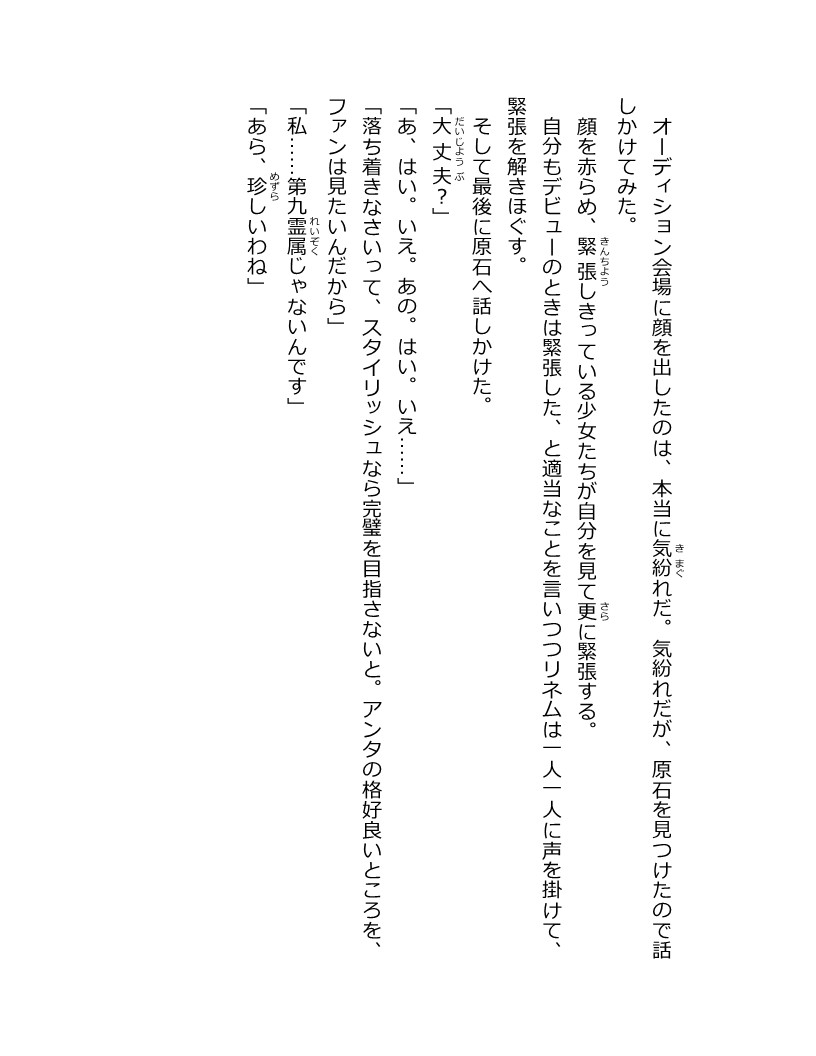 オーディション会場に顔を出したのは、本当に気紛れだ。気紛れだが、原石を見つけたので話
しかけてみた。
顔を赤らめ、緊張しきっている少女たちが自分を見て更に緊張する。
自分もデビューのときは緊張した、と適当なことを言いつつリネムは一人一人に声を掛けて、
緊張を解きほぐす。
そして最後に原石へ話しかけた。
「大丈夫？」
「あ、はい。いえ。あの。はい。いえ……」
「落ち着きなさいって、スタイリッシュなら完璧を目指さないと。アンタの格好良いところを、
ファンは見たいんだから」
「私……第九霊属じゃないんです」
「あら、珍しいわね」